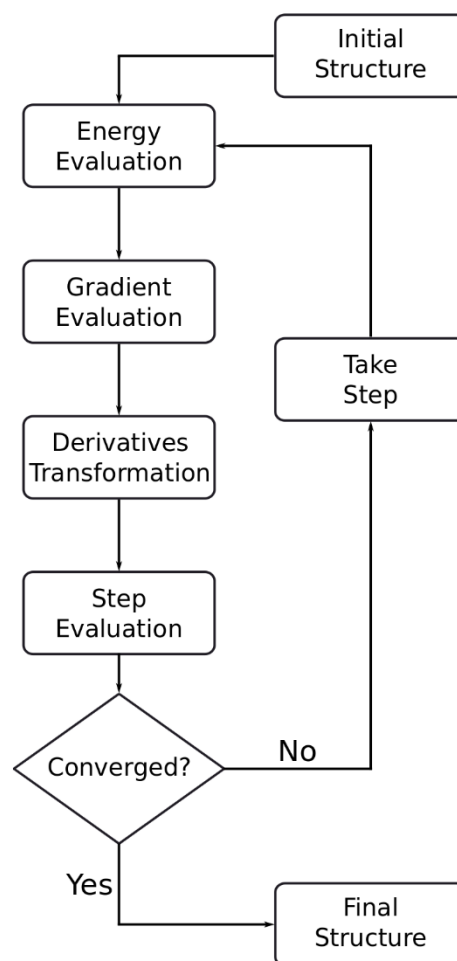 Initial
Structure
Energy
Evaluation
Gradient
Evaluation
Take
Step
Derivatives
Transformation
Step
Evaluation
Converged?
No
Yes
Final
Structure